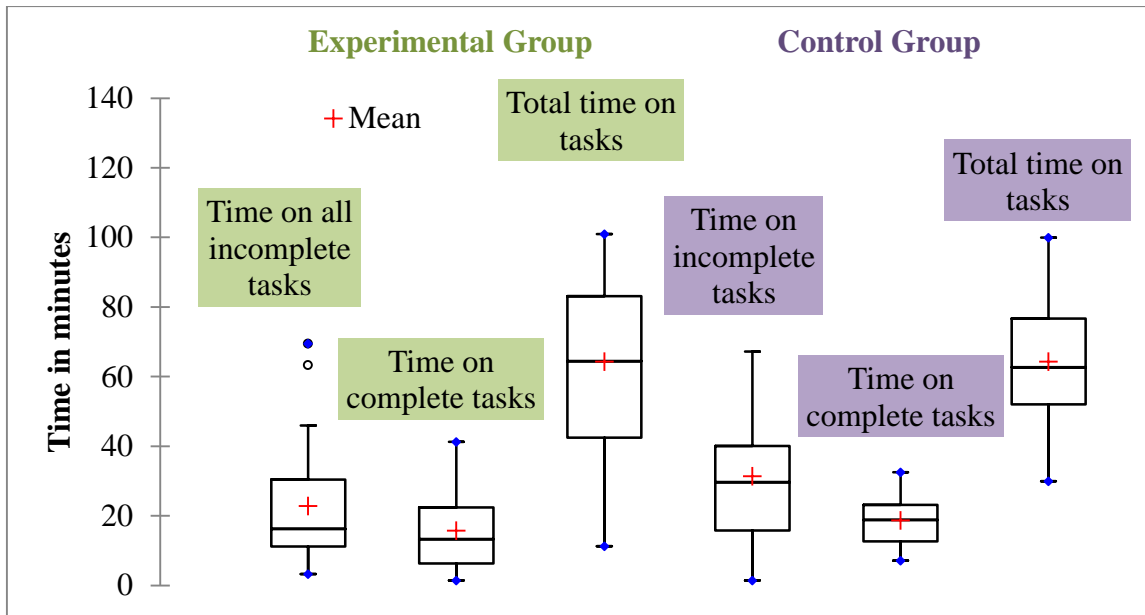 Experimental Group
Control Group
Time in minutes
140
120
100
80
60
40
20
0
Mean
Time on all
incomplete
tasks
Time on
complete tasks
Total time on
tasks
Time on
incomplete
tasks
Time on
complete tasks
Total time on
tasks